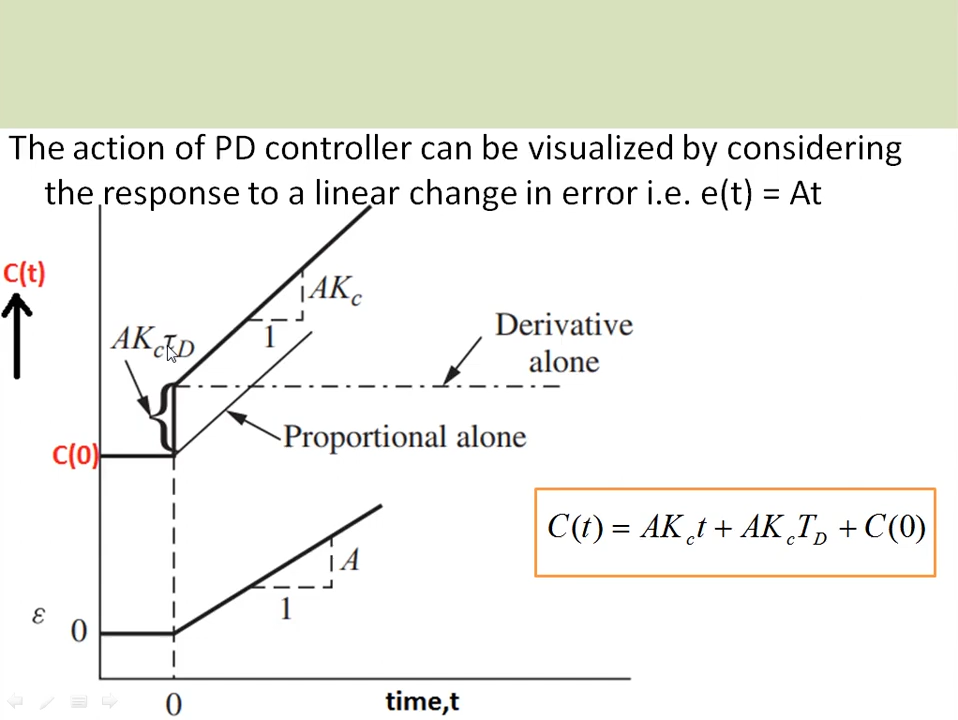 The action of PD controller can be visualized by considering
the response to a linear change in error i.e. e(t) = At
C(t)
AK_c
AK_cτ_D
1
Derivative
alone
Proportional alone
C(0)
C(t) = AK_c t + AK_c T_D + C(0)
A
1
ε
0
0
time,t